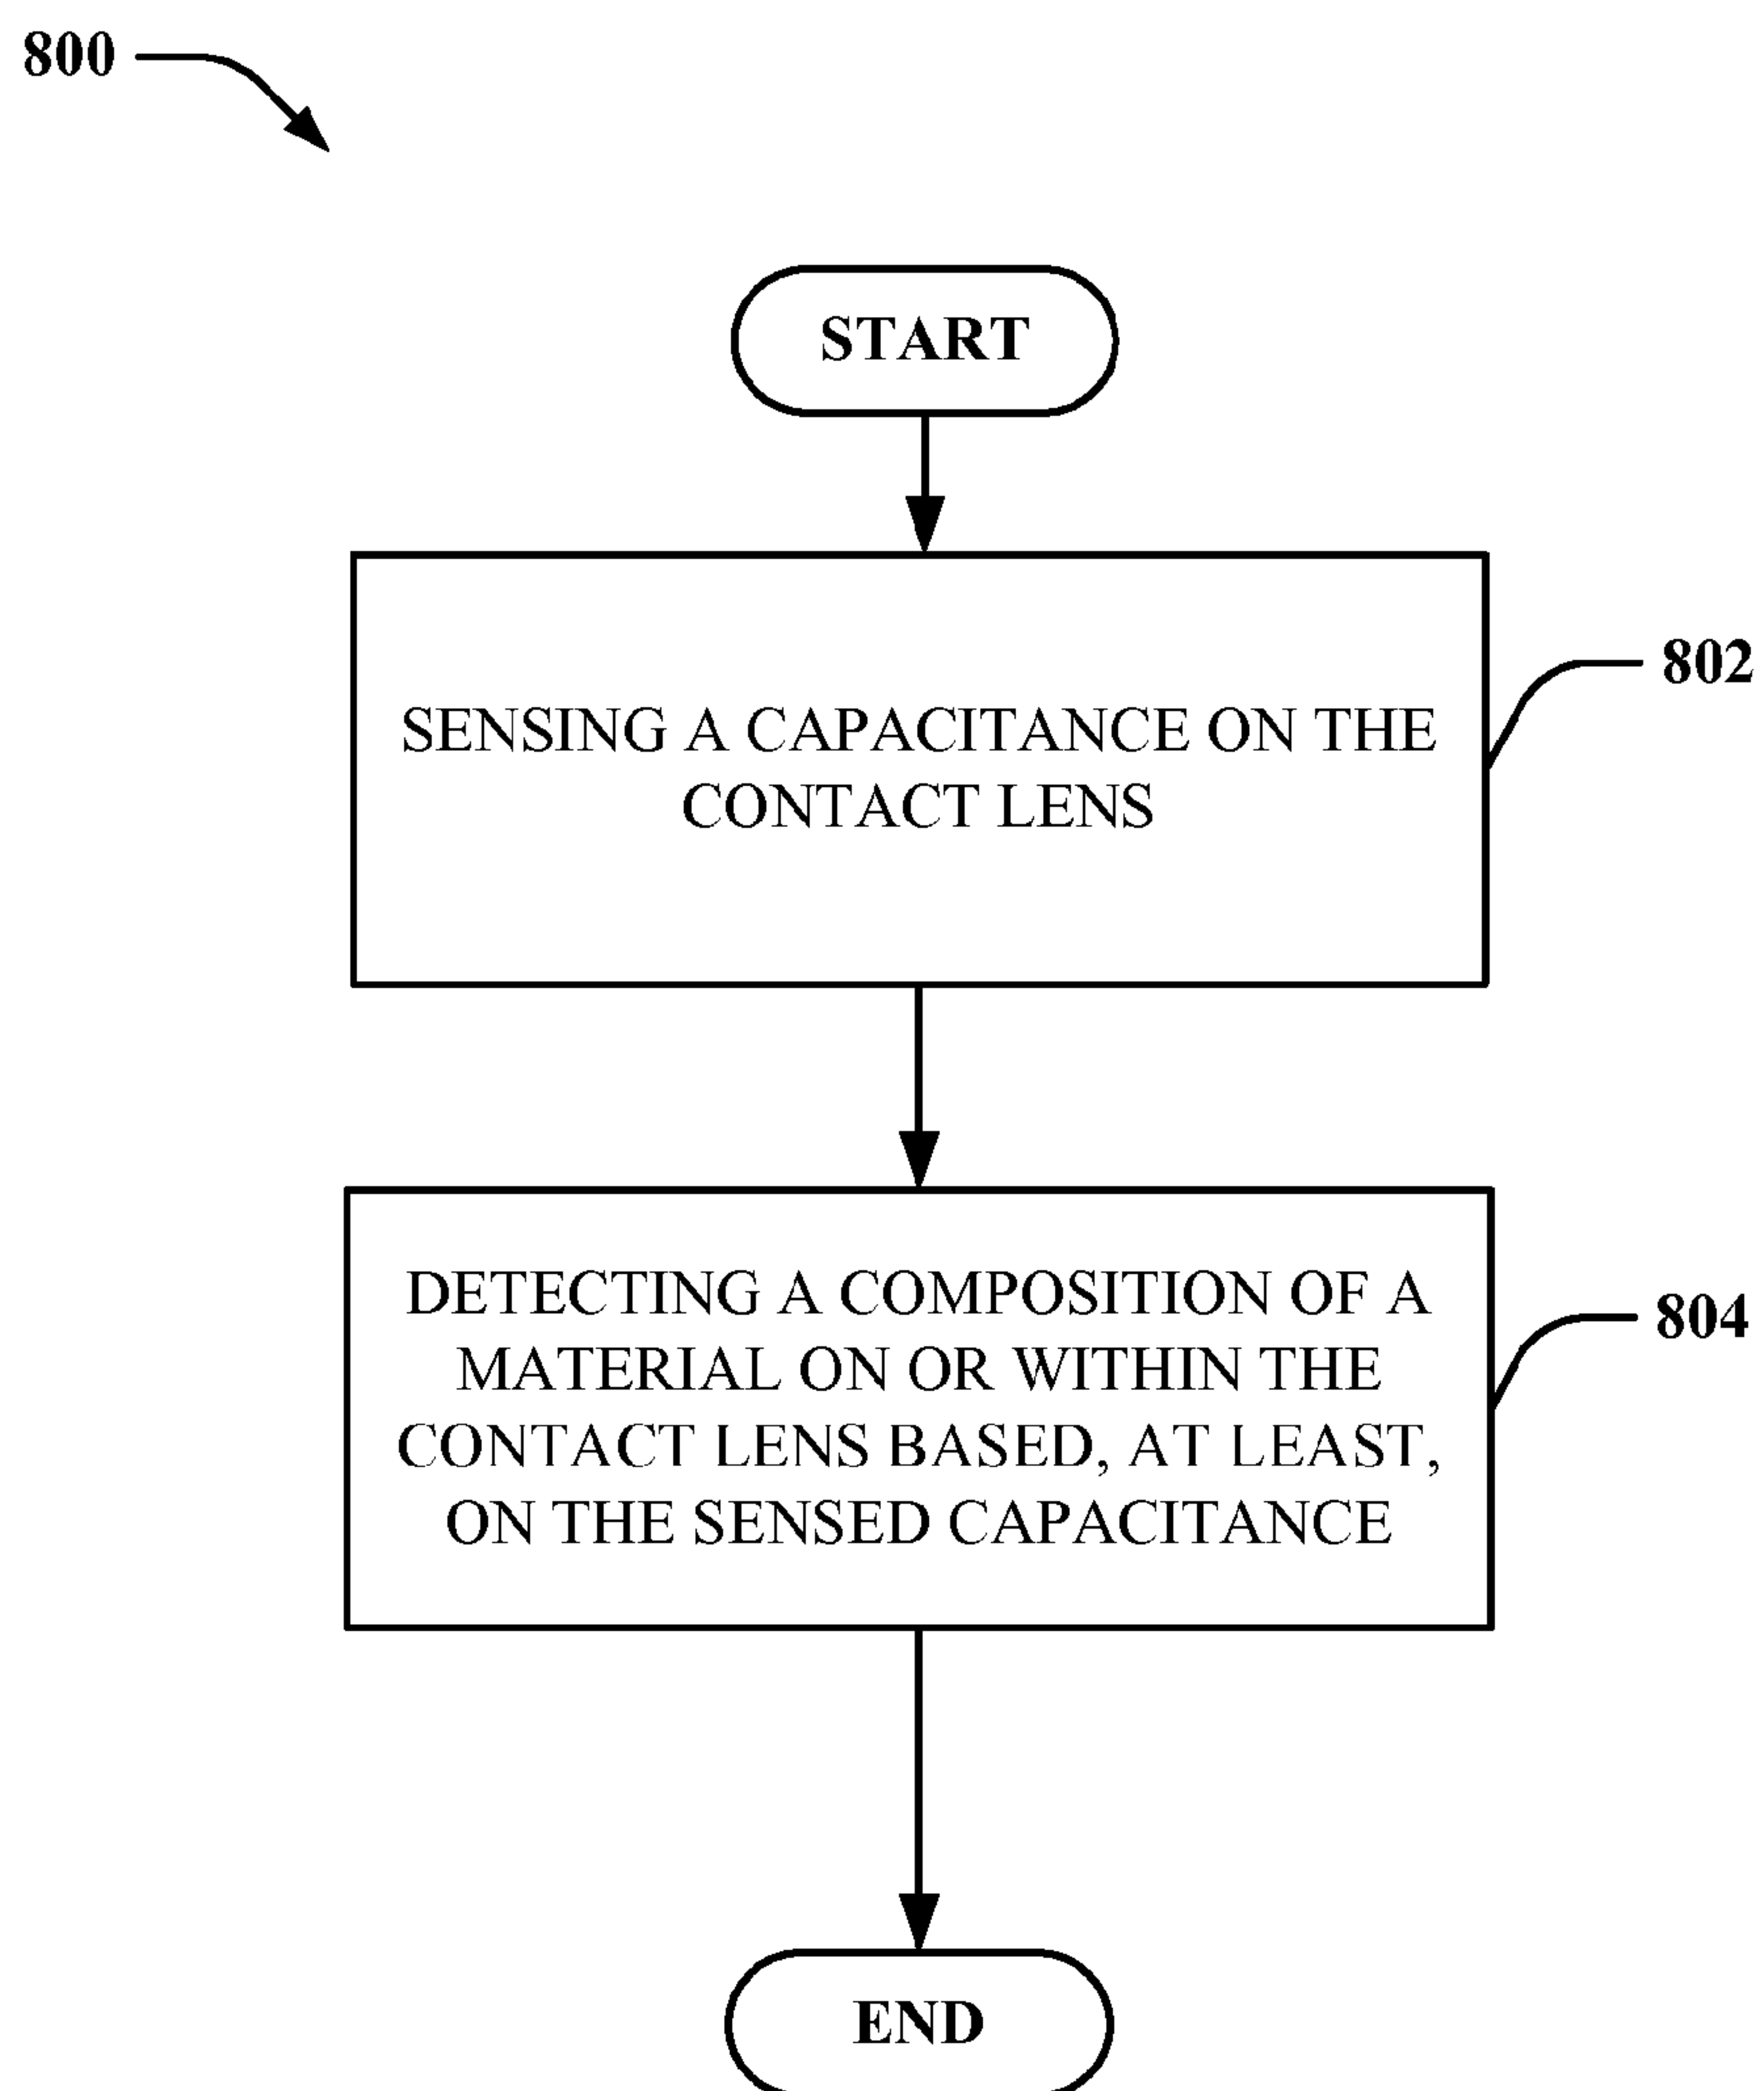 800
START
SENSING A CAPACITANCE ON THE
CONTACT LENS
802
DETECTING A COMPOSITION OF A
MATERIAL ON OR WITHIN THE
CONTACT LENS BASED, AT LEAST,
ON THE SENSED CAPACITANCE
804
END